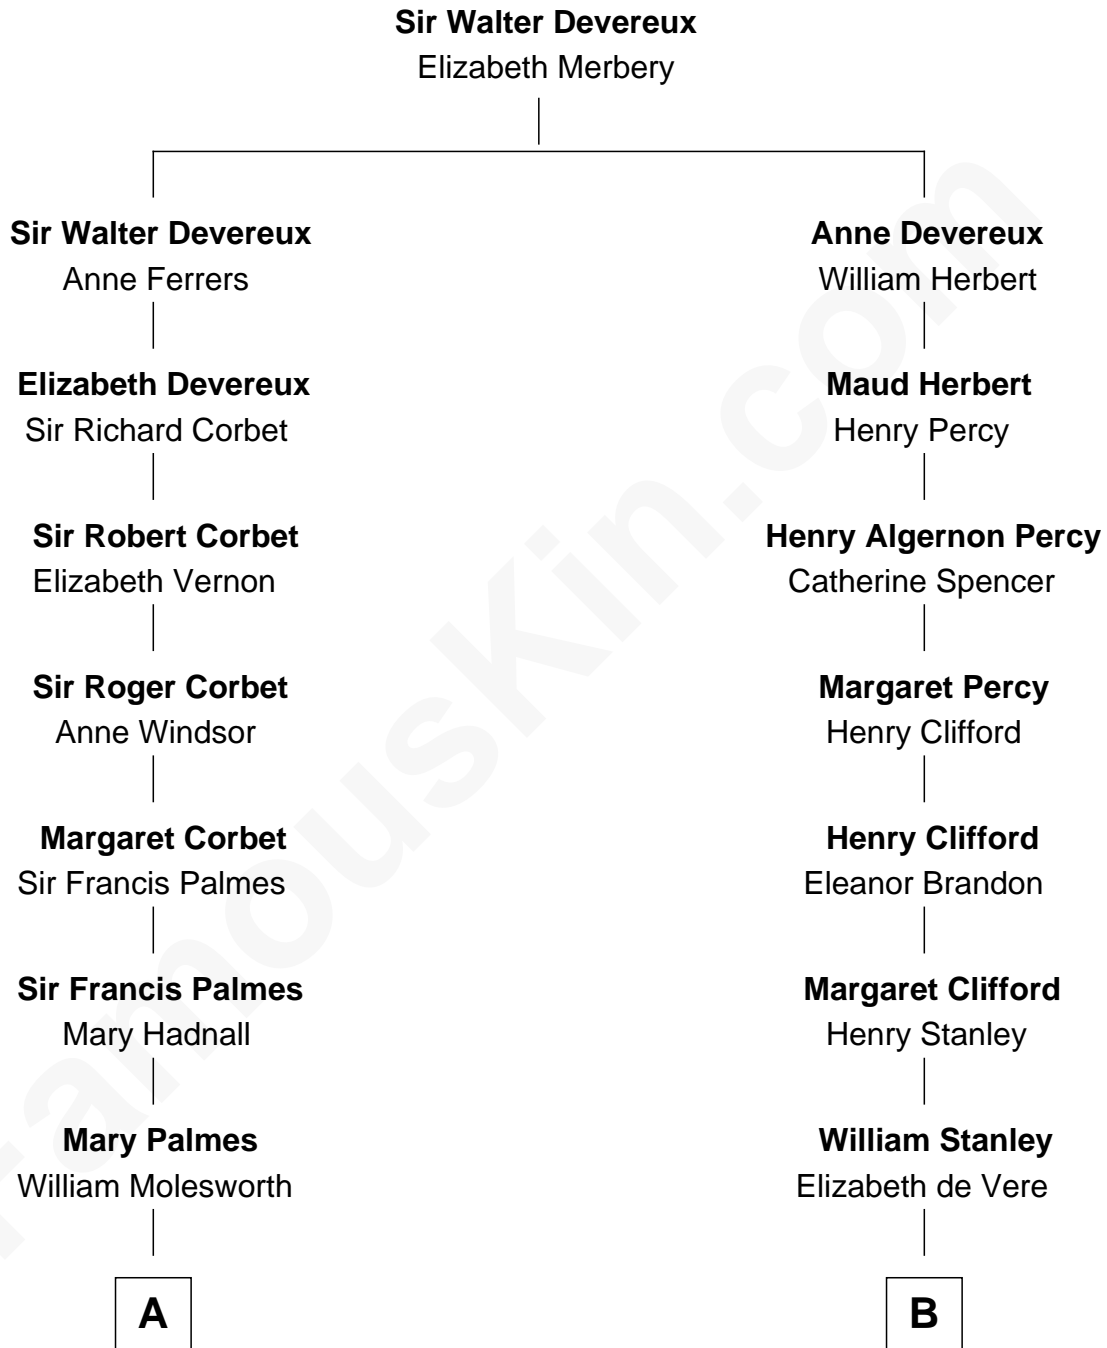 Sir Walter Devereux
Elizabeth Merbery
Sir Walter Devereux
Anne Ferrers
Anne Devereux
William Herbert
Elizabeth Devereux
Sir Richard Corbet
Maud Herbert
Henry Percy
Sir Robert Corbet
Elizabeth Vernon
Henry Algernon Percy
Catherine Spencer
Sir Roger Corbet
Anne Windsor
Margaret Percy
Henry Clifford
Margaret Corbet
Sir Francis Palmes
Henry Clifford
Eleanor Brandon
Sir Francis Palmes
Mary Hadnall
Margaret Clifford
Henry Stanley
Mary Palmes
William Molesworth
William Stanley
Elizabeth de Vere
A
B
FamousKin.com